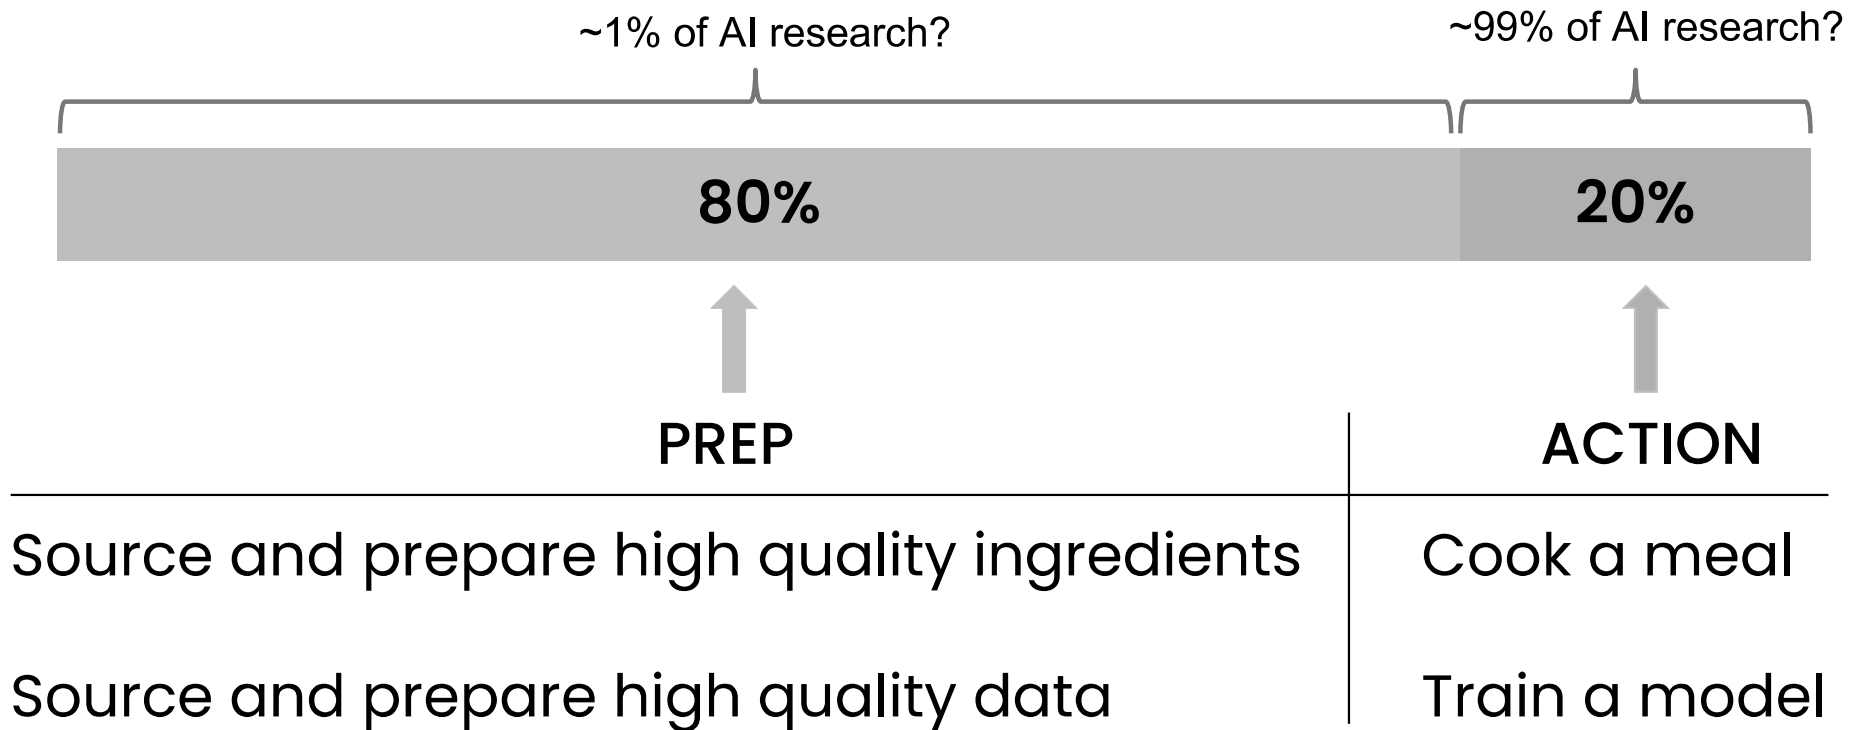 ~1% of AI research?
~99% of AI research?
80%
20%
PREP
ACTION
Source and prepare high quality ingredients
Cook a meal
Source and prepare high quality data
Train a model